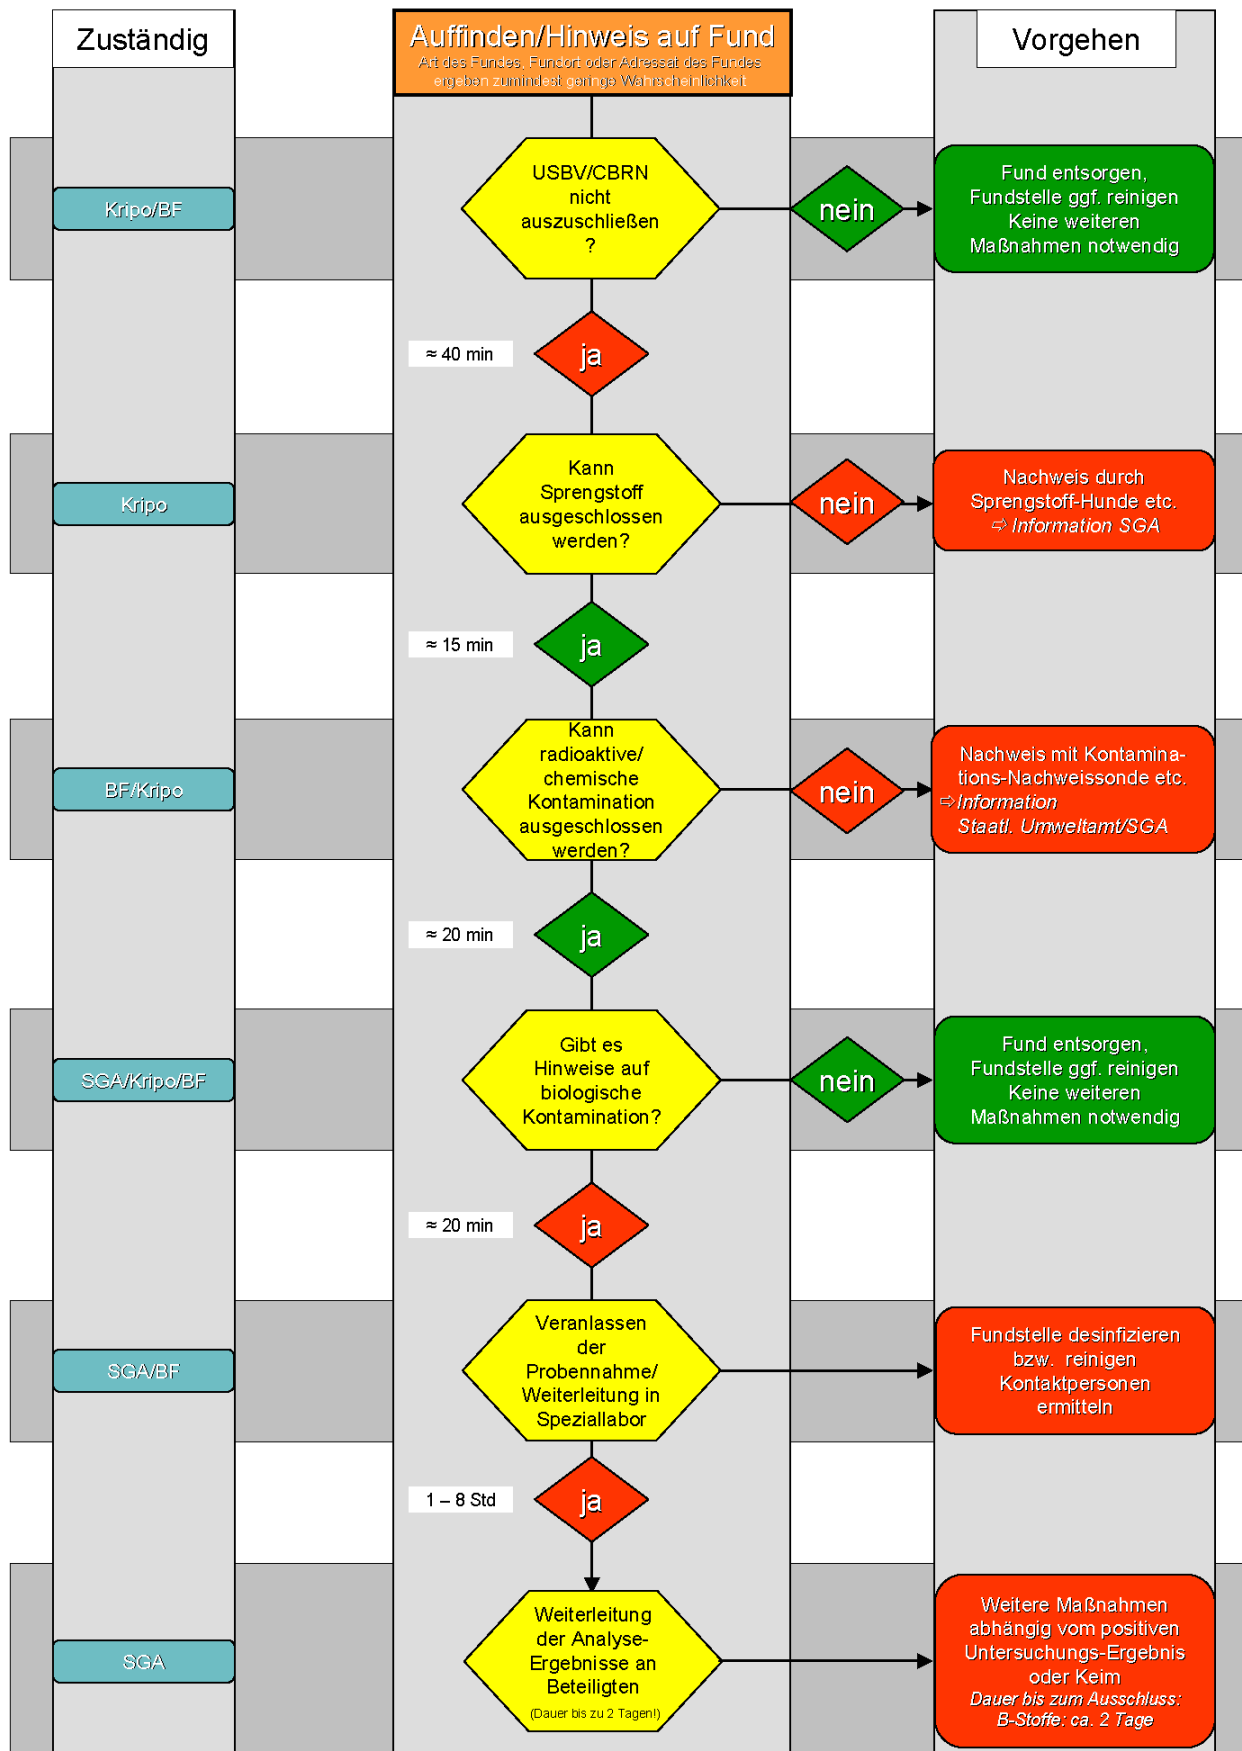 Zuständig
Auffinden/Hinweis auf Fund
Art des Fundes, Fundort oder Adressat des Fundes
ergeben zumindest geringe Wahrscheinlichkeit
Vorgehen
Kripo/BF
USBV/CBRN
nicht
auszuschließen
?
nein
Fund entsorgen,
Fundstelle ggf. reinigen
Keine weiteren
Maßnahmen notwendig
≈ 40 min
ja
Kripo
Kann
Sprengstoff
ausgeschlossen
werden?
nein
Nachweis durch
Sprengstoff-Hunde etc.
⇨ Information SGA
≈ 15 min
ja
BF/Kripo
Kann
radioaktive/
chemische
Kontamination
ausgeschlossen
werden?
nein
Nachweis mit Kontamina-
tions-Nachweissonde etc.
⇨ Information
Staatl. Umweltamt/SGA
≈ 20 min
ja
SGA/Kripo/BF
Gibt es
Hinweise auf
biologische
Kontamination?
nein
Fund entsorgen,
Fundstelle ggf. reinigen
Keine weiteren
Maßnahmen notwendig
≈ 20 min
ja
SGA/BF
Veranlassen
der
Probennahme/
Weiterleitung in
Speziallabor
Fundstelle desinfizieren
bzw. reinigen
Kontaktpersonen
ermitteln
1 – 8 Std
ja
SGA
Weiterleitung
der Analyse-
Ergebnisse an
Beteiligten
(Dauer bis zu 2 Tagen!)
Weitere Maßnahmen
abhängig vom positiven
Untersuchungs-Ergebnis
oder Keim
Dauer bis zum Ausschluss:
B-Stoffe: ca. 2 Tage